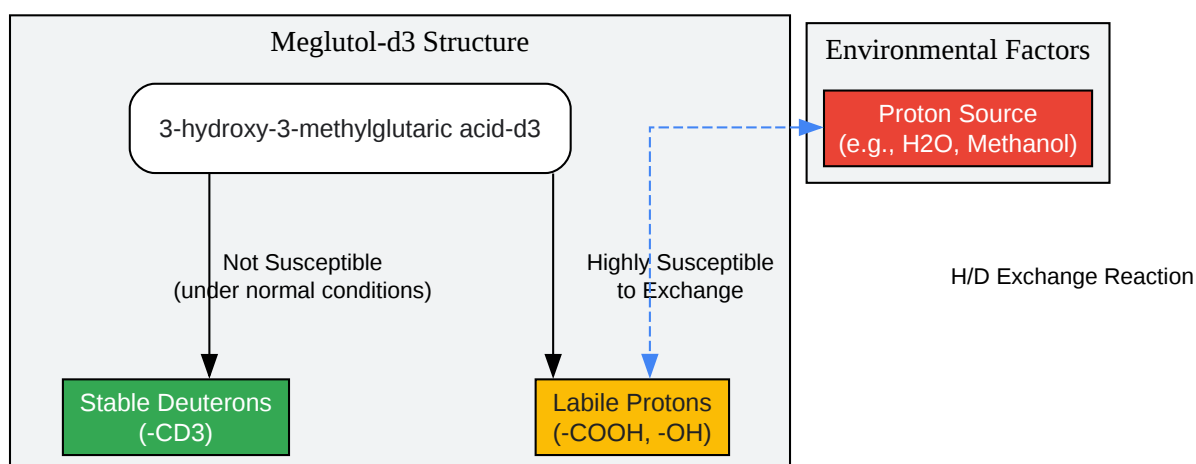 Meglutol-d3 Structure
Environmental Factors
3-hydroxy-3-methylglutaric acid-d3
Proton Source
(e.g., H2O, Methanol)
Not Susceptible
(under normal conditions)
Highly Susceptible
to Exchange
H/D Exchange Reaction
Stable Deuterons
(-CD3)
Labile Protons
(-COOH, -OH)